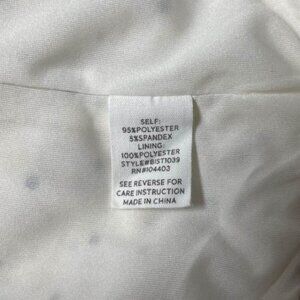 SELF:
95%POLYESTER
5%SPANDEX
LINING:
100%POLYESTER
STYLE#BIST1039
RN#104403
SEE REVERSE FOR
CARE INSTRUCTION
MADE IN CHINA